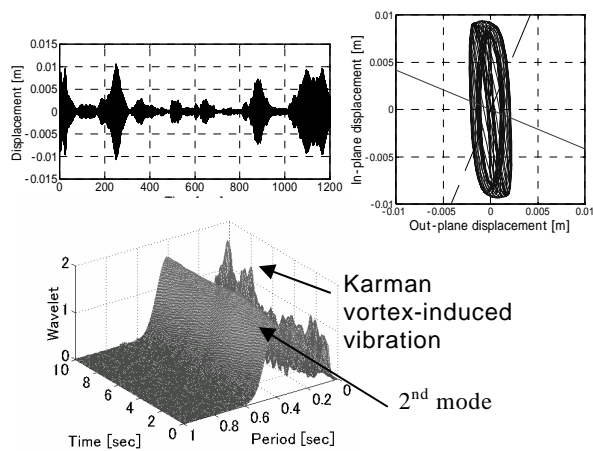 Displacement [m]
0.015
0.01
0.005
0
-0.005
-0.01
-0.015
0 200 400 600 800 1000 1200
In-plane displacement [m]
0.01
0.005
0
-0.005
-0.01
-0.010 -0.005 0 0.005 0.010
Out-plane displacement [m]
Wavelet
2
1
0
10 8 6 4 2 0
Time [sec]
1 0.8 0.6 0.4 0.2 0
Period [sec]
Karman
vortex-induced
vibration
2nd mode